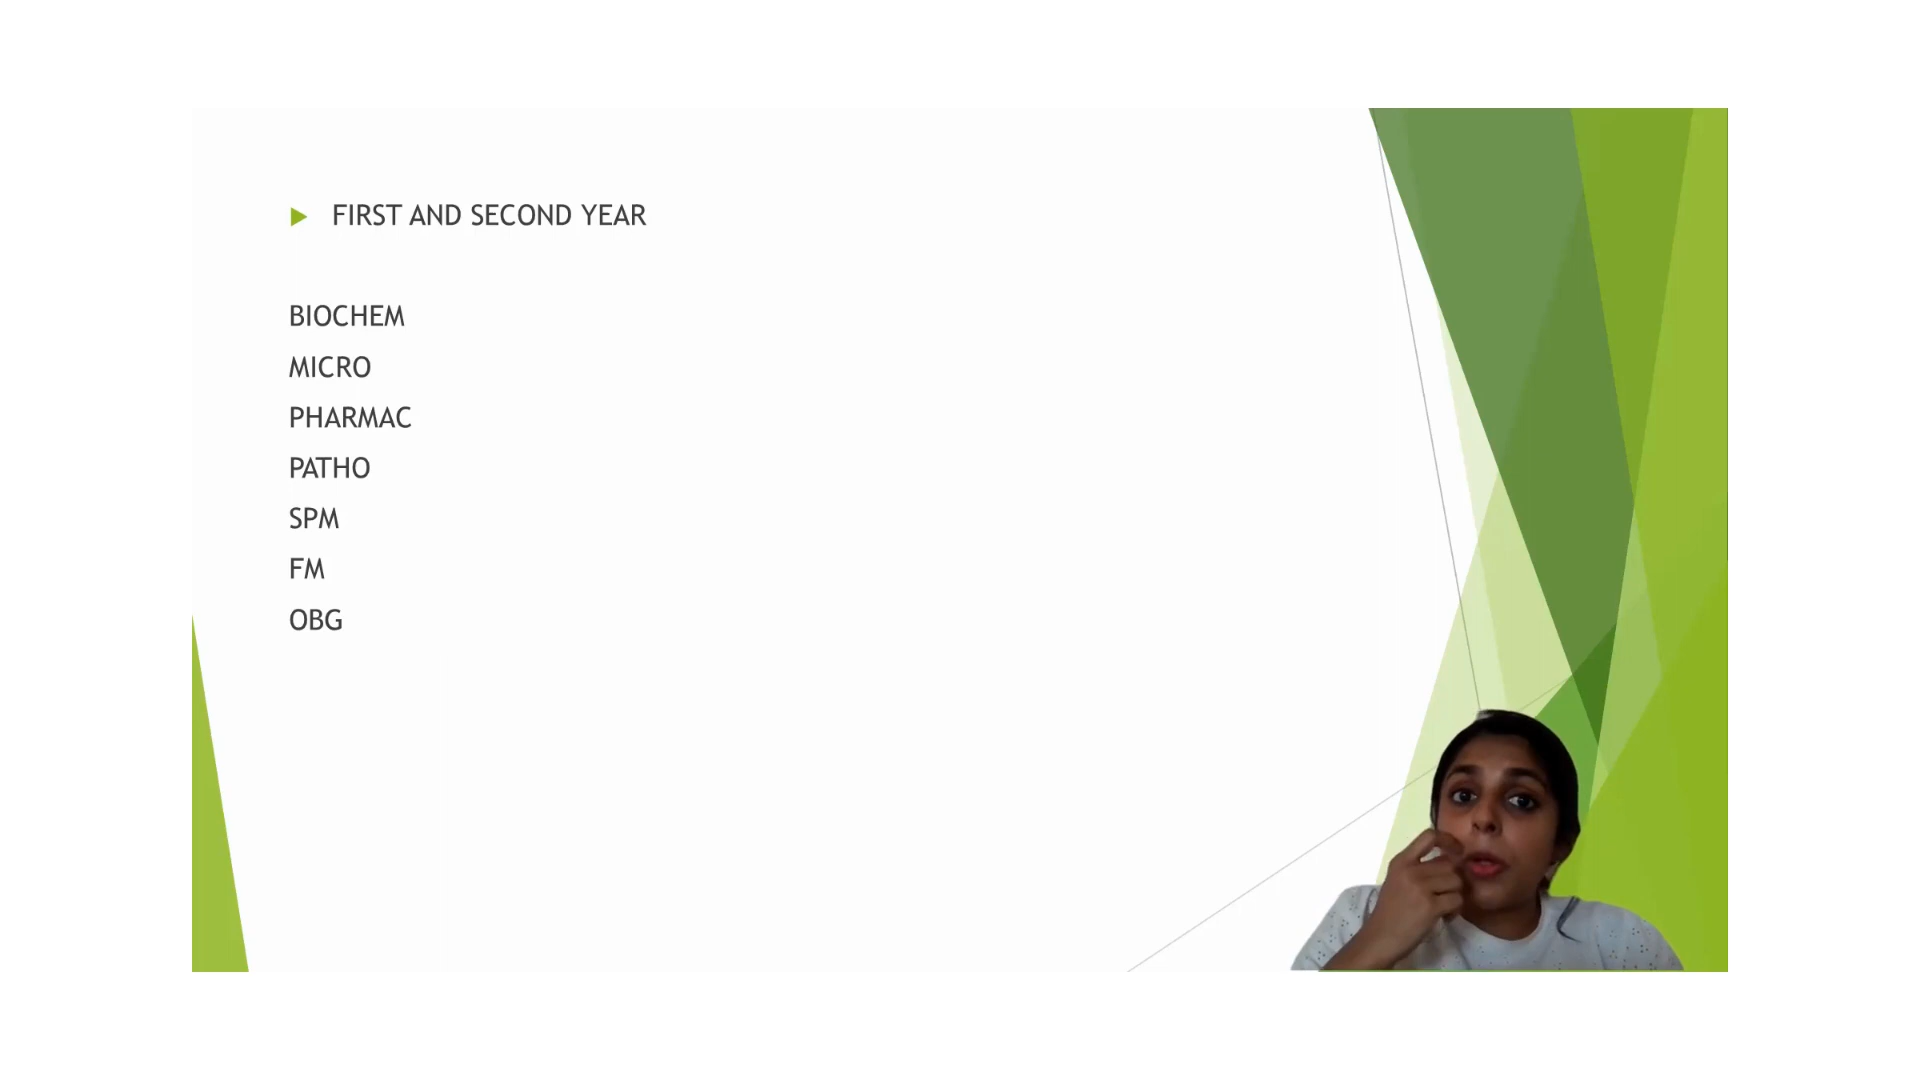 FIRST AND SECOND YEAR
BIOCHEM
MICRO
PHARMAC
PATHO
SPM
FM
OBG